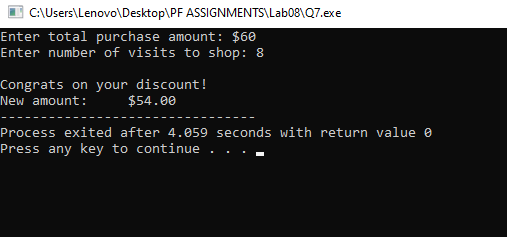 C:\Users\Lenovo\Desktop\PF ASSIGNMENTS\Lab08\Q7.exe
Enter total purchase amount: $60
Enter number of visits to shop: 8
Congrats on your discount!
New amount:     $54.00
--------------------------------
Process exited after 4.059 seconds with return value 0
Press any key to continue . . .